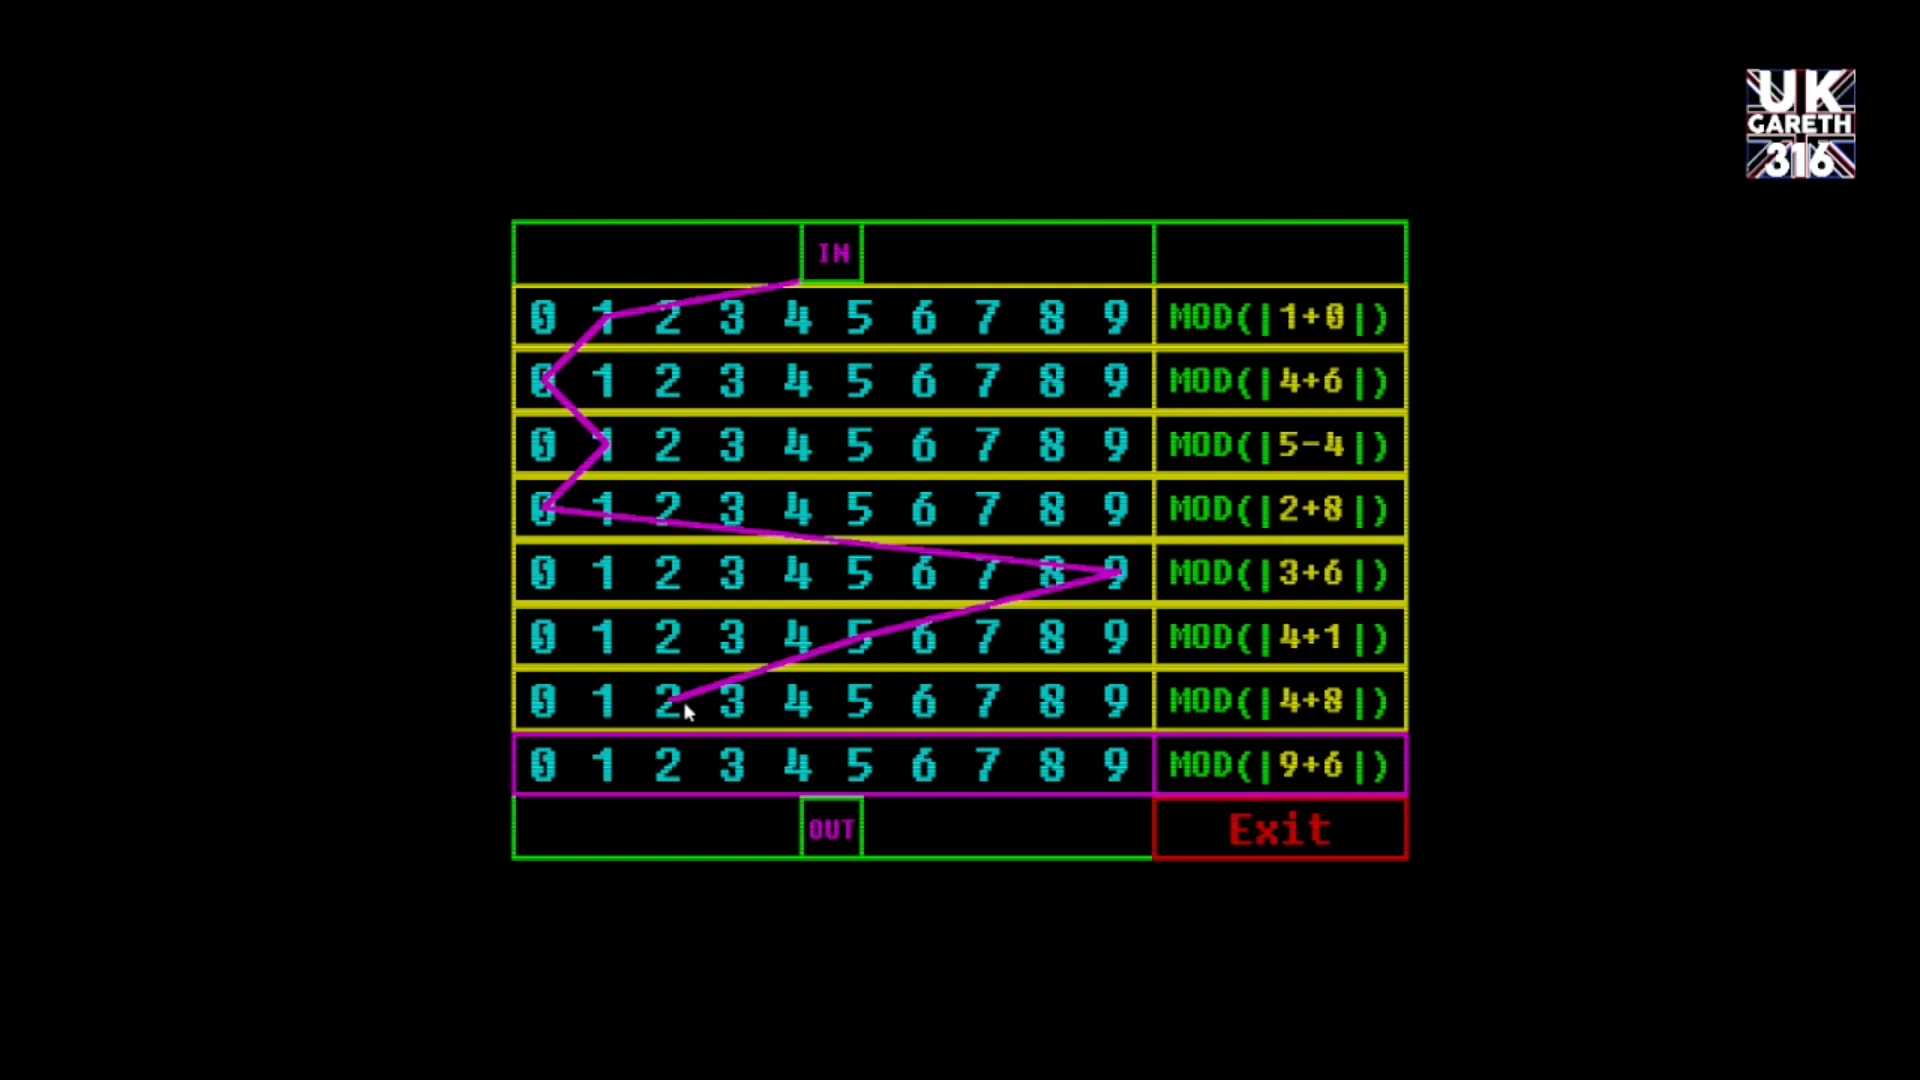 UK
GARETH
316
IN
0 1 2 3 4 5 6 7 8 9 MOD(|1+0|)
0 1 2 3 4 5 6 7 8 9 MOD(|4+6|)
0 1 2 3 4 5 6 7 8 9 MOD(|5-4|)
0 1 2 3 4 5 6 7 8 9 MOD(|2+8|)
0 1 2 3 4 5 6 7 8 9 MOD(|3+6|)
0 1 2 3 4 5 6 7 8 9 MOD(|4+1|)
0 1 2 3 4 5 6 7 8 9 MOD(|4+8|)
0 1 2 3 4 5 6 7 8 9 MOD(|9+6|)
OUT Exit